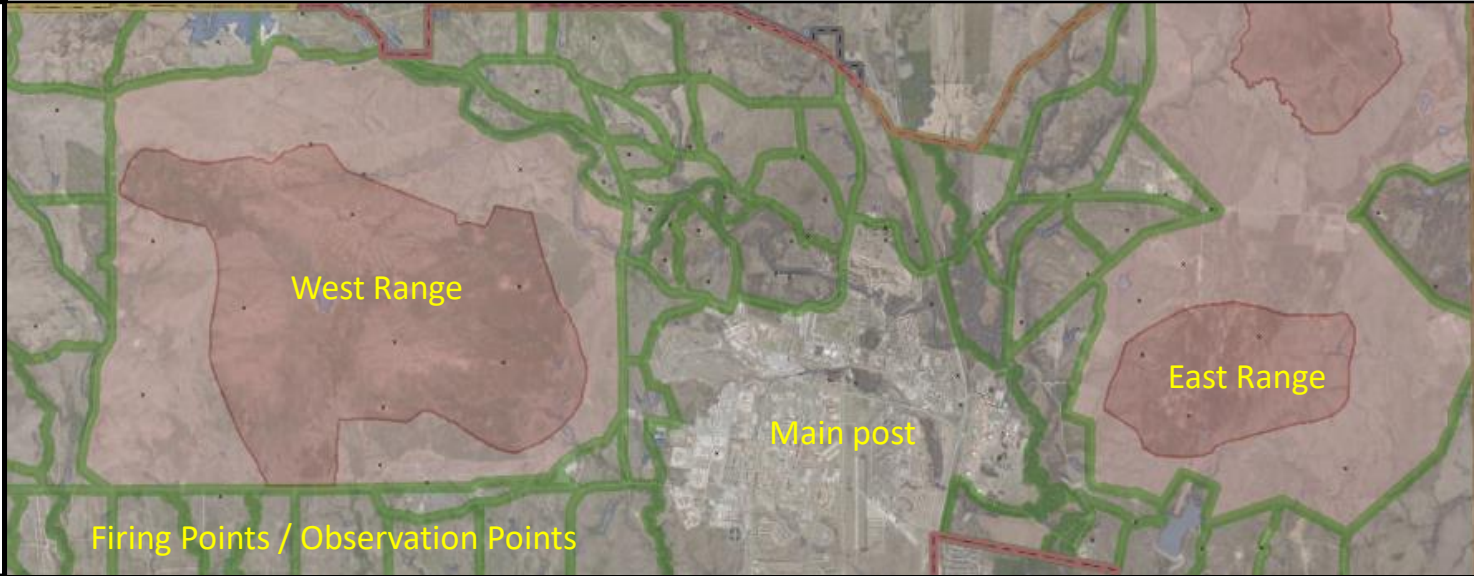 West Range
East Range
Main post
Firing Points / Observation Points